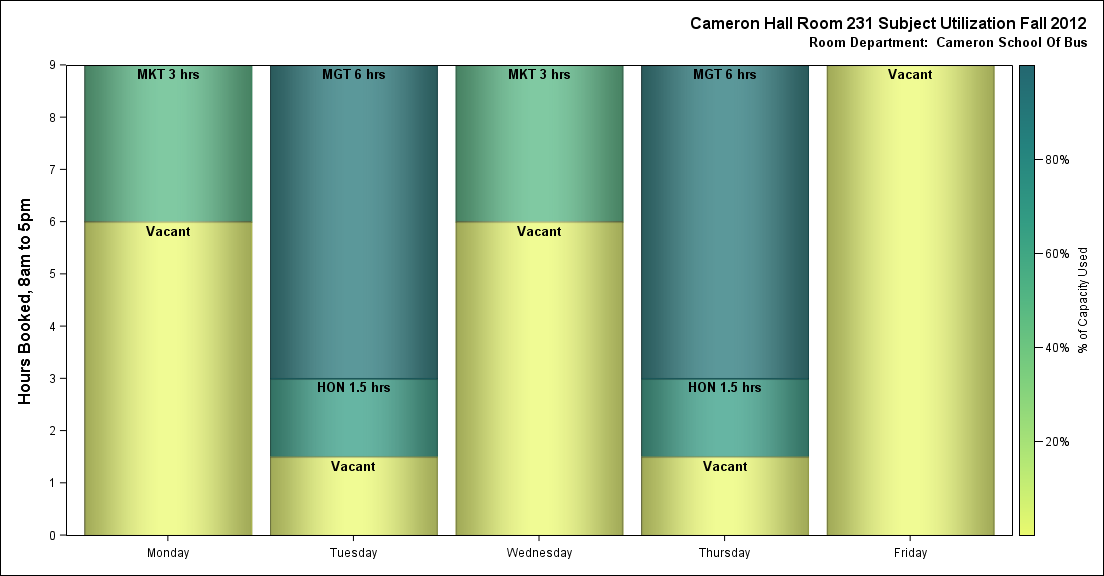 Cameron Hall Room 231 Subject Utilization Fall 2012
Room Department: Cameron School Of Bus
Hours Booked, 8am to 5pm
9
8
7
6
5
4
3
2
1
0
MKT 3 hrs
Vacant
MGT 6 hrs
HON 1.5 hrs
Vacant
MKT 3 hrs
Vacant
MGT 6 hrs
HON 1.5 hrs
Vacant
Vacant
Monday
Tuesday
Wednesday
Thursday
Friday
80%
60%
40%
20%
% of Capacity Used